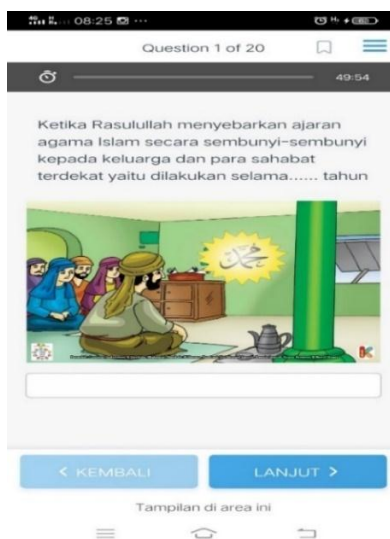 08:25
Question 1 of 20
49:54
Ketika Rasulullah menyebarkan ajaran
agama Islam secara sembunyi-sembunyi
kepada keluarga dan para sahabat
terdekat yaitu dilakukan selama...... tahun
محمد
< KEMBALI
LANJUT >
Tampilan di area ini